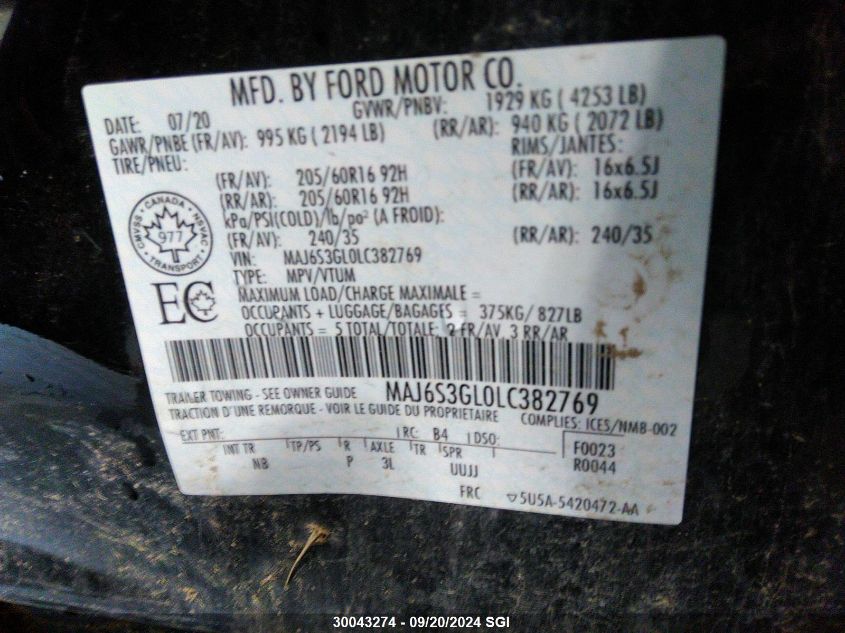 MFD. BY FORD MOTOR CO.
DATE: 07/20 GVWR/PNBV: 1929 KG ( 4253 LB)
GAWR/PNBE (FR/AV): 995 KG ( 2194 LB) (RR/AR): 940 KG ( 2072 LB)
TIRE/PNEU: RIMS/JANTES:
(FR/AV): 205/60R16 92H (FR/AV): 16x6.5J
(RR/AR): 205/60R16 92H (RR/AR): 16x6.5J
kPa/PSI(COLD)/lb/po² (A FROID):
(FR/AV): 240/35 (RR/AR): 240/35
VIN: MAJ6S3GL0LC382769
TYPE: MPV/VTUM
CANADA
CMVSS NSVAC
977
TRANSPORT
EC
MAXIMUM LOAD/CHARGE MAXIMALE =
OCCUPANTS + LUGGAGE/BAGAGES = 375KG/ 827LB
OCCUPANTS = 5 TOTAL/TOTALE: 2 FR/AV, 3 RR/AR
TRAILER TOWING - SEE OWNER GUIDE MAJ6S3GL0LC382769
TRACTION D'UNE REMORQUE - VOIR LE GUIDE DU PROPRIETAIRE COMPLIES: ICES/NMB-002
EXT PNT: RC: B4 DSO: F0023
INT TR TP/PS R AXLE TR SPR R0044
NB P 3L UUJJ
FRC 5U5A-5420472-AA
30043274 - 09/20/2024 SGI